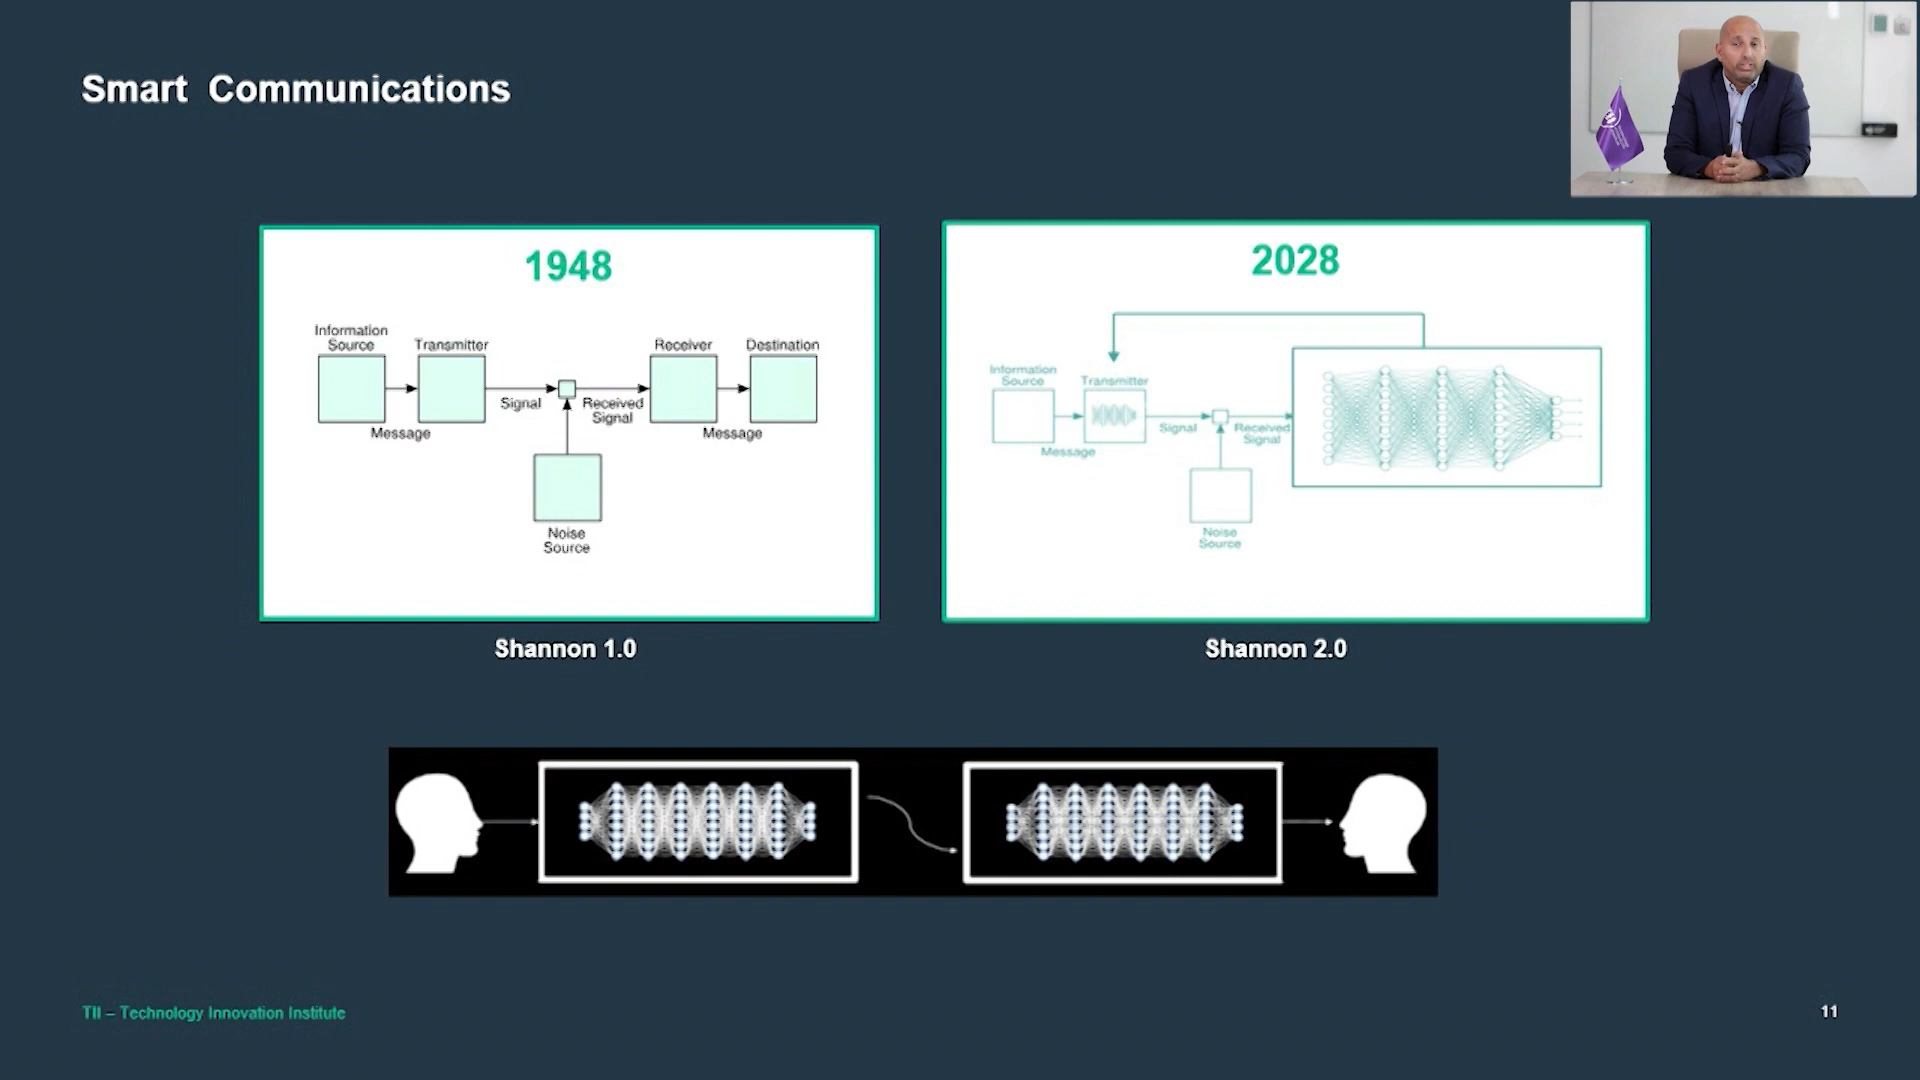 Smart Communications
1948
Information
Source
Transmitter
Signal
Received
Signal
Receiver
Destination
Message
Message
Noise
Source
Shannon 1.0
2028
Information
Source
Transmitter
Signal
Received
Signal
Message
Noise
Source
Shannon 2.0
TII – Technology Innovation Institute
11